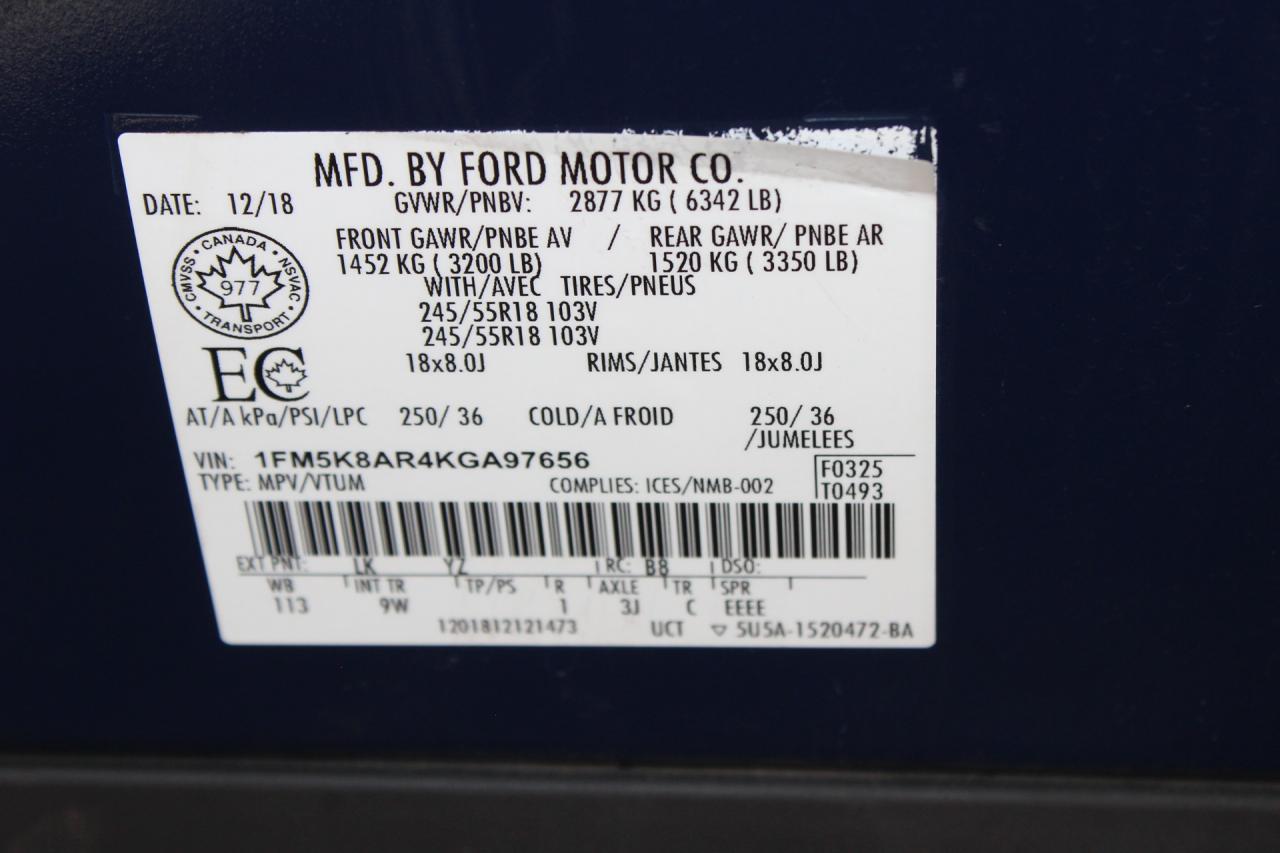 MFD. BY FORD MOTOR CO.
DATE: 12/18 GVWR/PNBV: 2877 KG ( 6342 LB)
FRONT GAWR/PNBE AV / REAR GAWR/ PNBE AR
1452 KG ( 3200 LB) 1520 KG ( 3350 LB)
WITH/AVEC TIRES/PNEUS
245/55R18 103V
245/55R18 103V
CANADA
CMVSS 977 NSVAC
TRANSPORT
EC 18x8.0J RIMS/JANTES 18x8.0J
AT/A kPa/PSI/LPC 250/ 36 COLD/A FROID 250/ 36
/JUMELEES
VIN: 1FM5K8AR4KGA97656 F0325
TYPE: MPV/VTUM COMPLIES: ICES/NMB-002 T0493
EXT PNT: LK YZ RC: B8 DSO:
WB INT TR TP/PS R AXLE TR SPR
113 9W 1 3J C EEEE
1201812121473 UCT ▽ 5U5A-1520472-BA